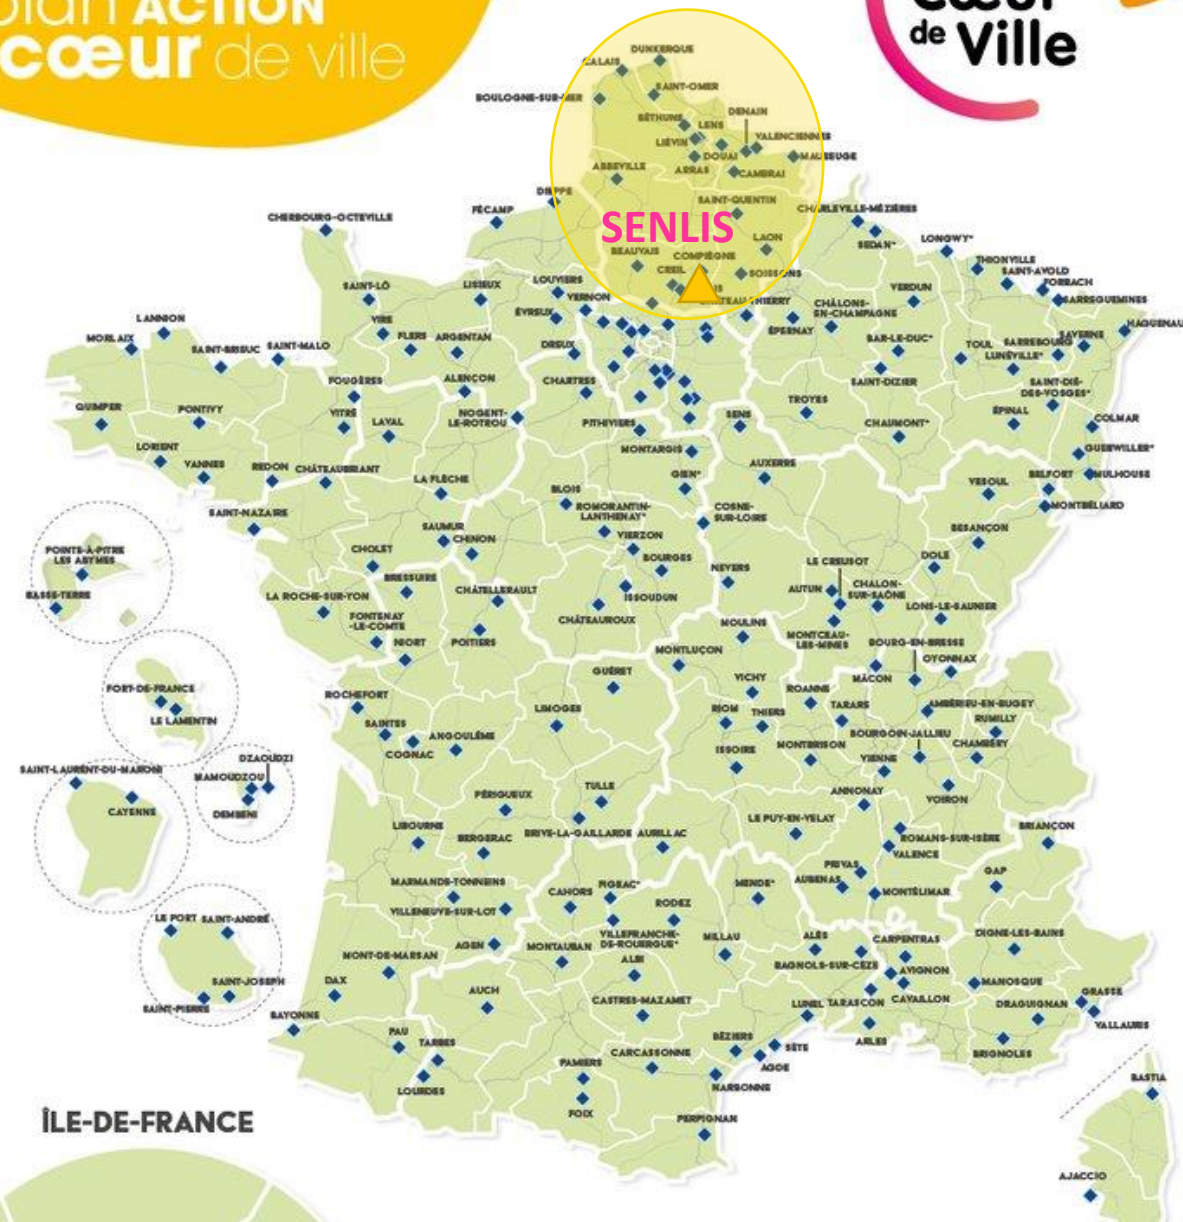 plan ACTION
cœur de ville
Cœur
de Ville
DUNKERQUE
CALAIS
SAINT-OMER
BOULOGNE-SUR-MER
DENAIN
BÉTHUNE
LENS
VALENCIENNES
LIÉVIN
DOUAI
MAUBEUGE
ABBEVILLE
ARRAS
CAMBRAI
DIEPPE
SAINT-QUENTIN
FÉCAMP
CHARLEVILLE-MÉZIÈRES
CHERBOURG-OCTEVILLE
SENLIS
LAON
SEDAN*
LONGWY*
BEAUVAIS
COMPIÈGNE
THIONVILLE
CREIL
SOISSONS
SAINT-AVOLD
LOUVIERS
FORBACH
SAINT-LÔ
LISIEUX
VERDUN
VERNON
CHÂTEAU-THIERRY
CHÂLONS-
EN-CHAMPAGNE
SARREGUEMINES
LANNION
VIRE
ÉVREUX
ÉPERNAY
HAGUENAU
MORLAIX
SAINT-BRIEUC
SAINT-MALO
FLERS
ARGENTAN
DREUX
BAR-LE-DUC*
TOUL
SARREBOURG
SAVERNE
LUNÉVILLE*
FOUGÈRES
ALENÇON
CHARTRES
SAINT-DIZIER
SAINT-DIÉ-
DES-VOSGES*
QUIMPER
PONTIVY
VITRÉ
LAVAL
NOGENT-
LE-ROTROU
PITHIVIERS
SENS
TROYES
CHAUMONT*
ÉPINAL
COLMAR
LORIENT
MONTARGIS
GUEBWILLER*
VANNES
REDON
CHÂTEAUBRIANT
LA FLÈCHE
GIEN*
AUXERRE
VESOUL
BELFORT
MULHOUSE
BLOIS
ROMORANTIN-
LANTHENAY*
COSNE-
SUR-LOIRE
MONTBÉLIARD
SAINT-NAZAIRE
SAUMUR
CHINON
VIERZON
BESANÇON
POINTE-À-PITRE
LES ABYMES
CHOLET
BOURGES
NEVERS
LE CREUSOT
DOLE
BASSE-TERRE
BRESSUIRE
CHÂTELLERAULT
ISSOUDUN
AUTUN
CHALON-
SUR-SAÔNE
LA ROCHE-SUR-YON
LONS-LE-SAUNIER
FONTENAY
-LE-COMTE
CHÂTEAUROUX
MOULINS
MONTCEAU-
LES-MINES
BOURG-EN-BRESSE
NIORT
POITIERS
MONTLUÇON
OYONNAX
GUÉRET
VICHY
MÂCON
FORT-DE-FRANCE
ROCHEFORT
ROANNE
AMBÉRIEU-EN-BUGEY
LE LAMENTIN
LIMOGES
RIOM
THIERS
TARARE
RUMILLY
SAINTES
COGNAC
ANGOULÊME
BOURGOIN-JALLIEU
ISSOIRE
MONTBRISON
CHAMBÉRY
SAINT-LAURENT-DU-MARONI
DZAOUDZI
MAMOUDZOU
VIENNE
CAYENNE
DEMBENI
PÉRIGUEUX
TULLE
ANNONAY
VOIRON
LIBOURNE
BERGERAC
BRIVE-LA-GAILLARDE
AURILLAC
LE PUY-EN-VELAY
ROMANS-SUR-ISÈRE
BRIANÇON
VALENCE
MARMANDE-TONNEINS
CAHORS
FIGEAC*
MENDE*
PRIVAS
AUBENAS
MONTÉLIMAR
GAP
VILLENEUVE-SUR-LOT
RODEZ
LE PORT
SAINT-ANDRÉ
AGEN
MONTAUBAN
VILLEFRANCHE-
DE-ROUERGUE*
MILLAU
ALÈS
CARPENTRAS
DIGNE-LES-BAINS
MONT-DE-MARSAN
ALBI
BAGNOLS-SUR-CÈZE
AVIGNON
SAINT-JOSEPH
SAINT-PIERRE
DAX
AUCH
CASTRES-MAZAMET
LUNEL
TARASCON
CAVAILLON
MANOSQUE
DRAGUIGNAN
GRASSE
VALLAURIS
BAYONNE
PAU
TARBES
BÉZIERS
SÈTE
ARLES
BRIGNOLES
LOURDES
PAMIERS
CARCASSONNE
AGDE
NARBONNE
BASTIA
FOIX
PERPIGNAN
ÎLE-DE-FRANCE
AJACCIO